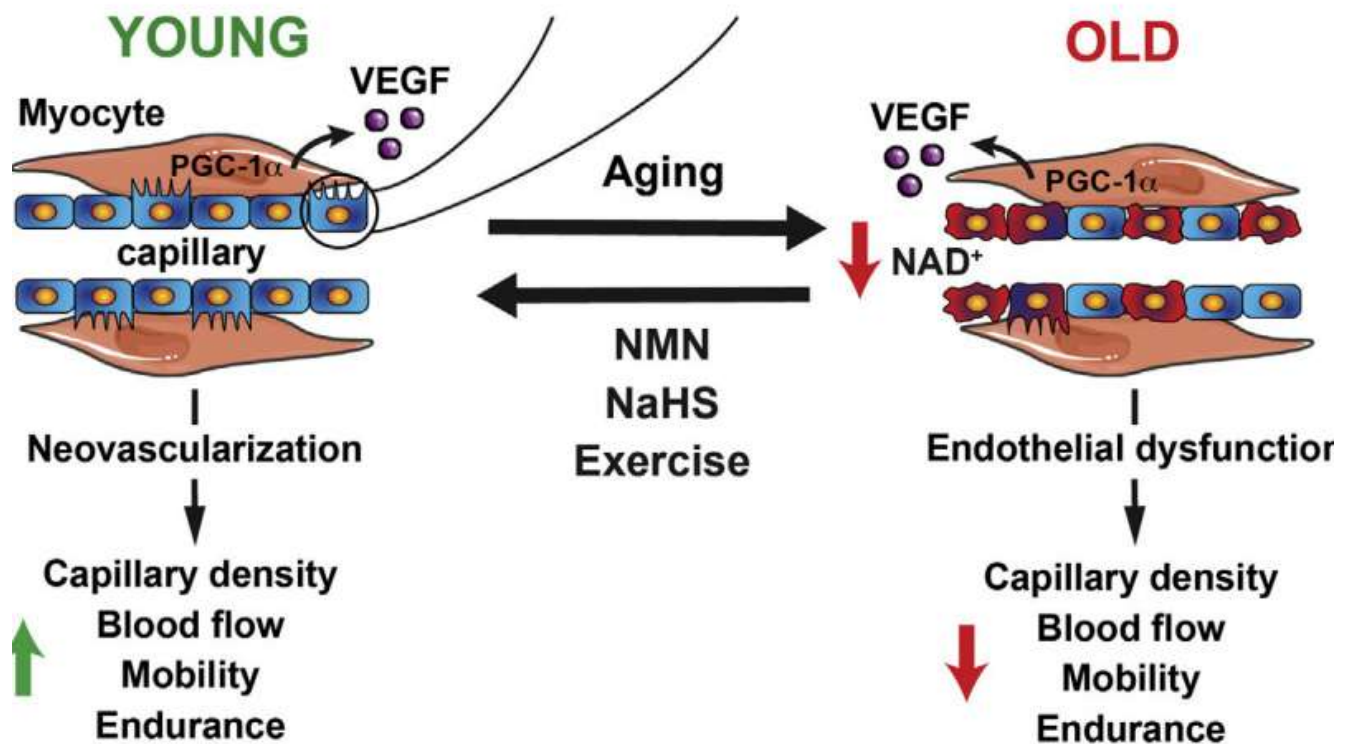 YOUNG
VEGF
Myocyte
PGC-1α
capillary
Neovascularization
Capillary density
Blood flow
Mobility
Endurance
Aging
NMN
NaHS
Exercise
OLD
VEGF
PGC-1α
NAD⁺
Endothelial dysfunction
Capillary density
Blood flow
Mobility
Endurance